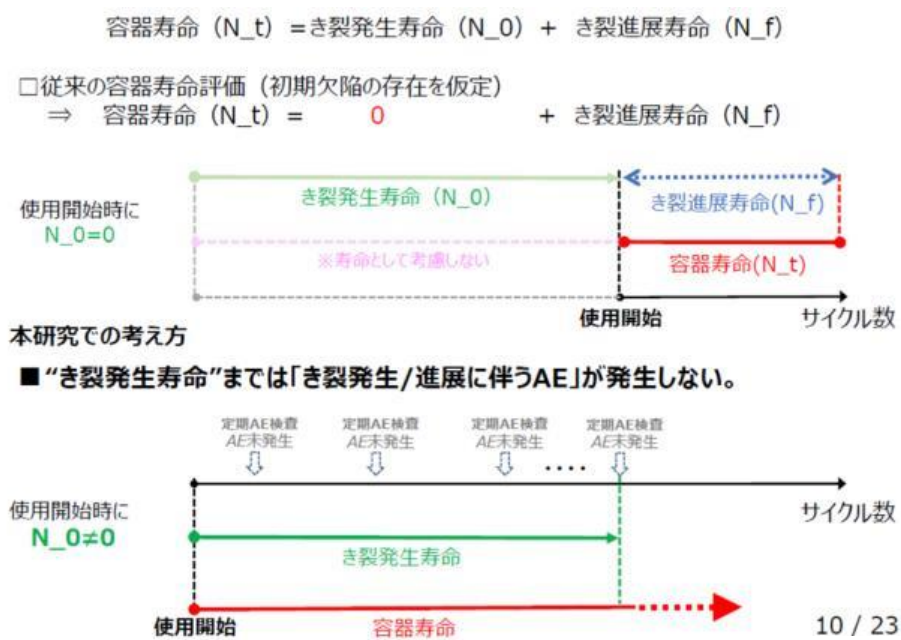 容器寿命（N_t）=き裂発生寿命（N_0）+ き裂進展寿命（N_f）
□従来の容器寿命評価（初期欠陥の存在を仮定）
⇒ 容器寿命（N_t）= 0 + き裂進展寿命（N_f）
き裂発生寿命（N_0）
き裂進展寿命(N_f)
使用開始時に
N_0=0
※寿命として考慮しない
容器寿命(N_t)
使用開始
サイクル数
本研究での考え方
■“き裂発生寿命”までは「き裂発生/進展に伴うAE」が発生しない。
定期AE検査 定期AE検査 定期AE検査 定期AE検査
AE未発生 AE未発生 AE未発生 AE未発生
‥‥
使用開始時に
N_0≠0
サイクル数
き裂発生寿命
使用開始
容器寿命
10 / 23